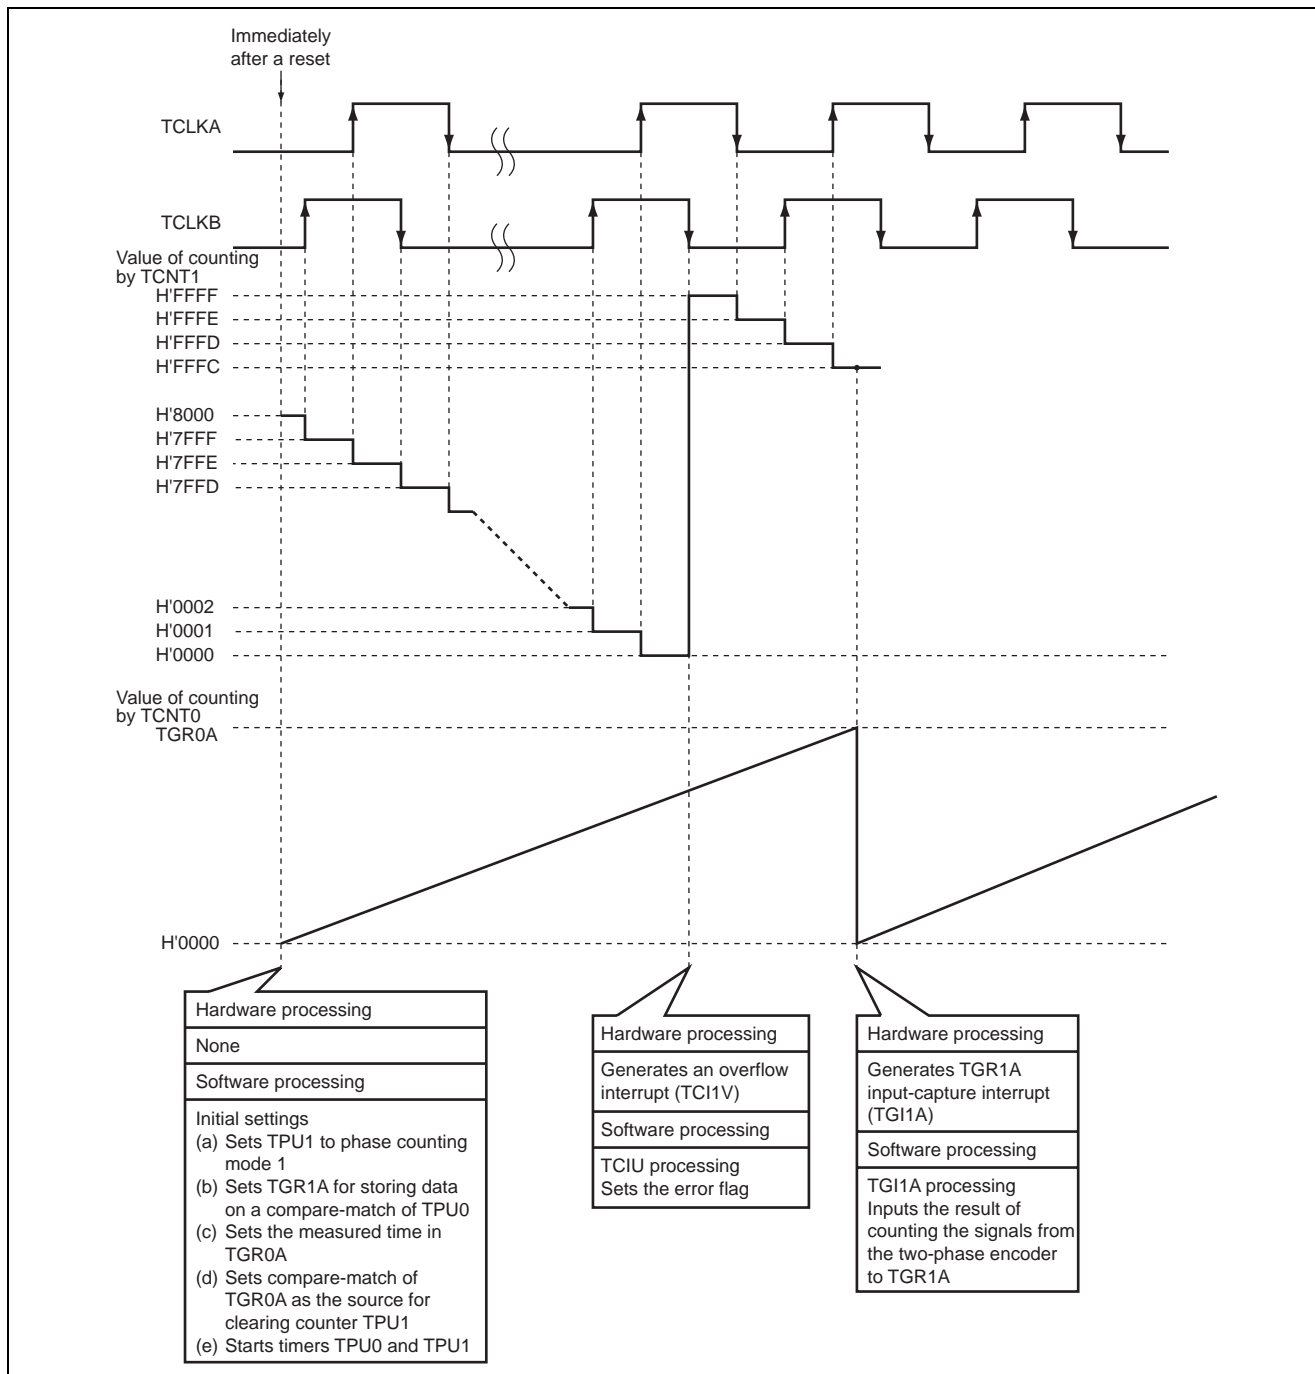 Immediately
after a reset
TCLKA
TCLKB
Value of counting
by TCNT1
H'FFFF
H'FFFE
H'FFFD
H'FFFC
H'8000
H'7FFF
H'7FFE
H'7FFD
H'0002
H'0001
H'0000
Value of counting
by TCNT0
TGR0A
H'0000
Hardware processing
None
Software processing
Initial settings
(a) Sets TPU1 to phase counting
mode 1
(b) Sets TGR1A for storing data
on a compare-match of TPU0
(c) Sets the measured time in
TGR0A
(d) Sets compare-match of
TGR0A as the source for
clearing counter TPU1
(e) Starts timers TPU0 and TPU1
Hardware processing
Generates an overflow
interrupt (TCI1V)
Software processing
TCIU processing
Sets the error flag
Hardware processing
Generates TGR1A
input-capture interrupt
(TGI1A)
Software processing
TGI1A processing
Inputs the result of
counting the signals from
the two-phase encoder
to TGR1A